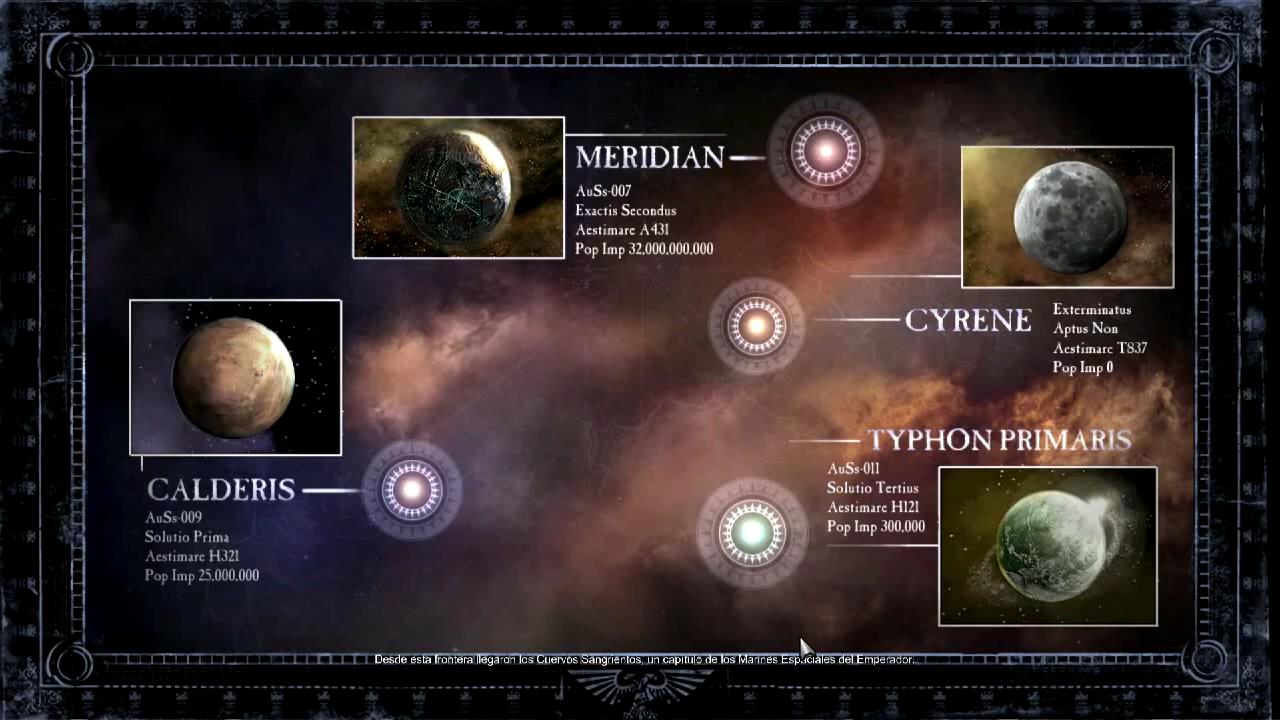 MERIDIAN
AuSs-007
Exactis Secundus
Aestimare A431
Pop Imp 32,000,000,000
CYRENE
Exterminatus
Aptus Non
Aestimare T837
Pop Imp 0
TYPHON PRIMARIS
AuSs-011
Solutio Tertius
Aestimare H121
Pop Imp 300,000
CALDERIS
AuSs-009
Solutio Prima
Aestimare H321
Pop Imp 25,000,000
Desde esta frontera llegaron los Cuervos Sangrientos, un capítulo de los Marines Espaciales del Emperador.